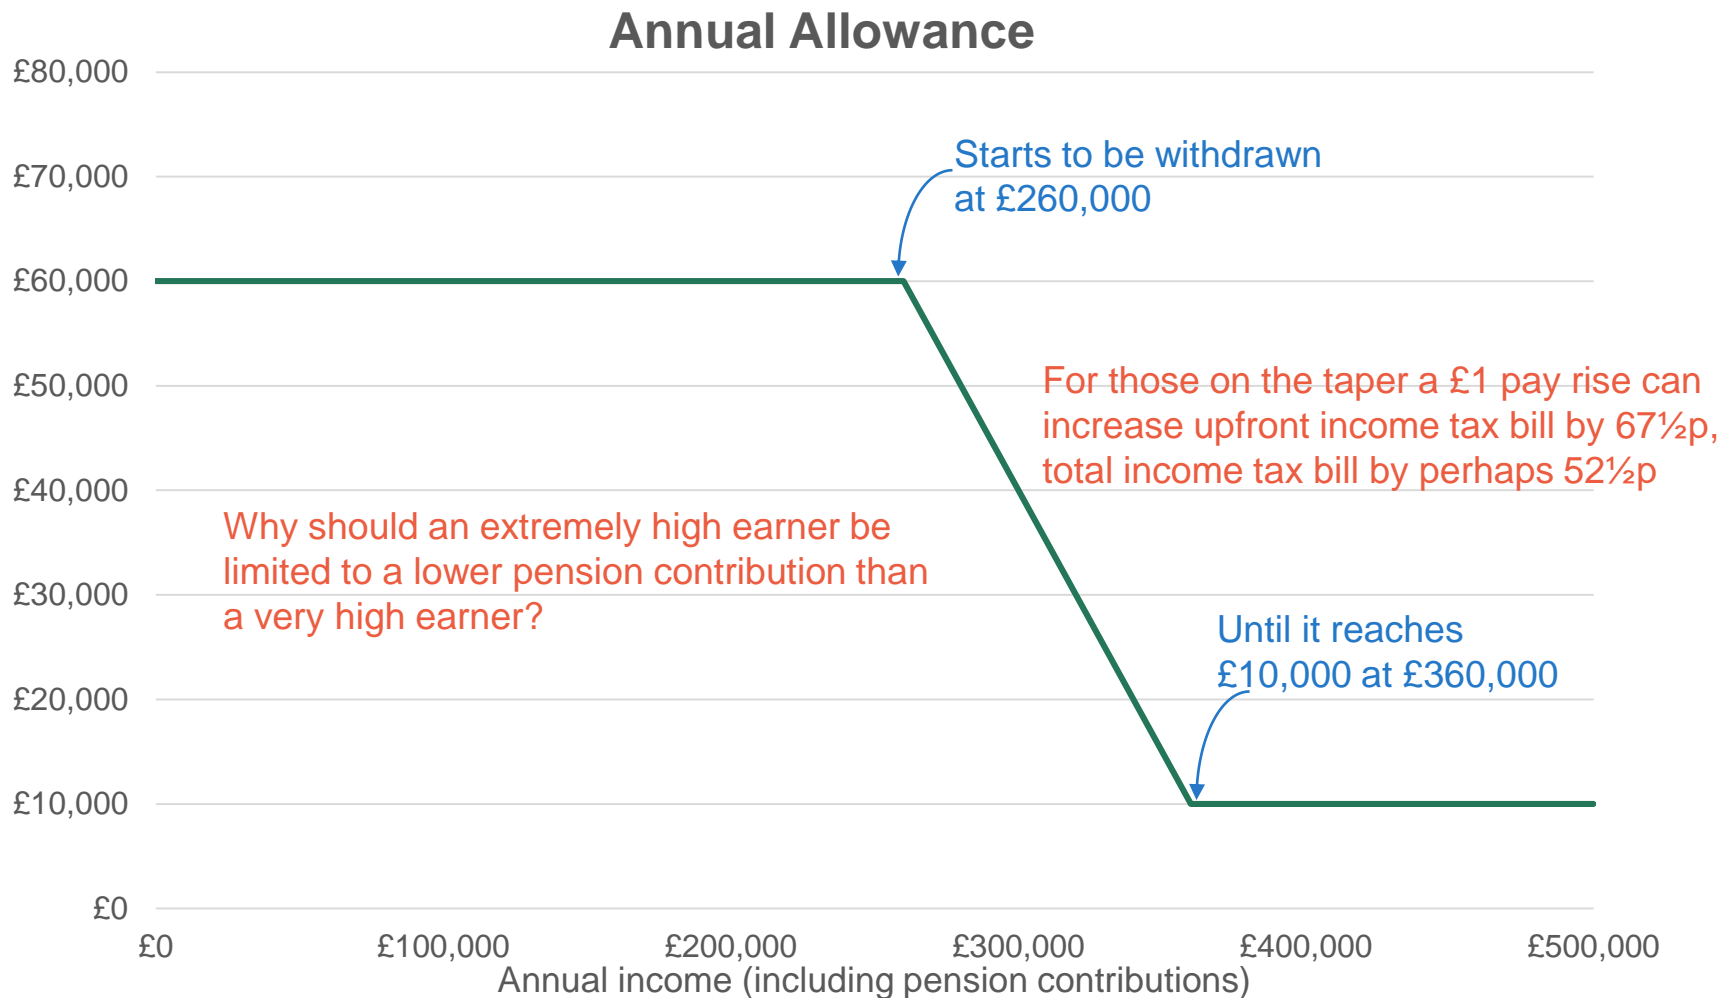 Annual Allowance
£80,000
£70,000
£60,000
£50,000
£40,000
£30,000
£20,000
£10,000
£0
Starts to be withdrawn
at £260,000
For those on the taper a £1 pay rise can
increase upfront income tax bill by 67½p,
total income tax bill by perhaps 52½p
Why should an extremely high earner be
limited to a lower pension contribution than
a very high earner?
Until it reaches
£10,000 at £360,000
£0
£100,000
£200,000
£300,000
£400,000
£500,000
Annual income (including pension contributions)